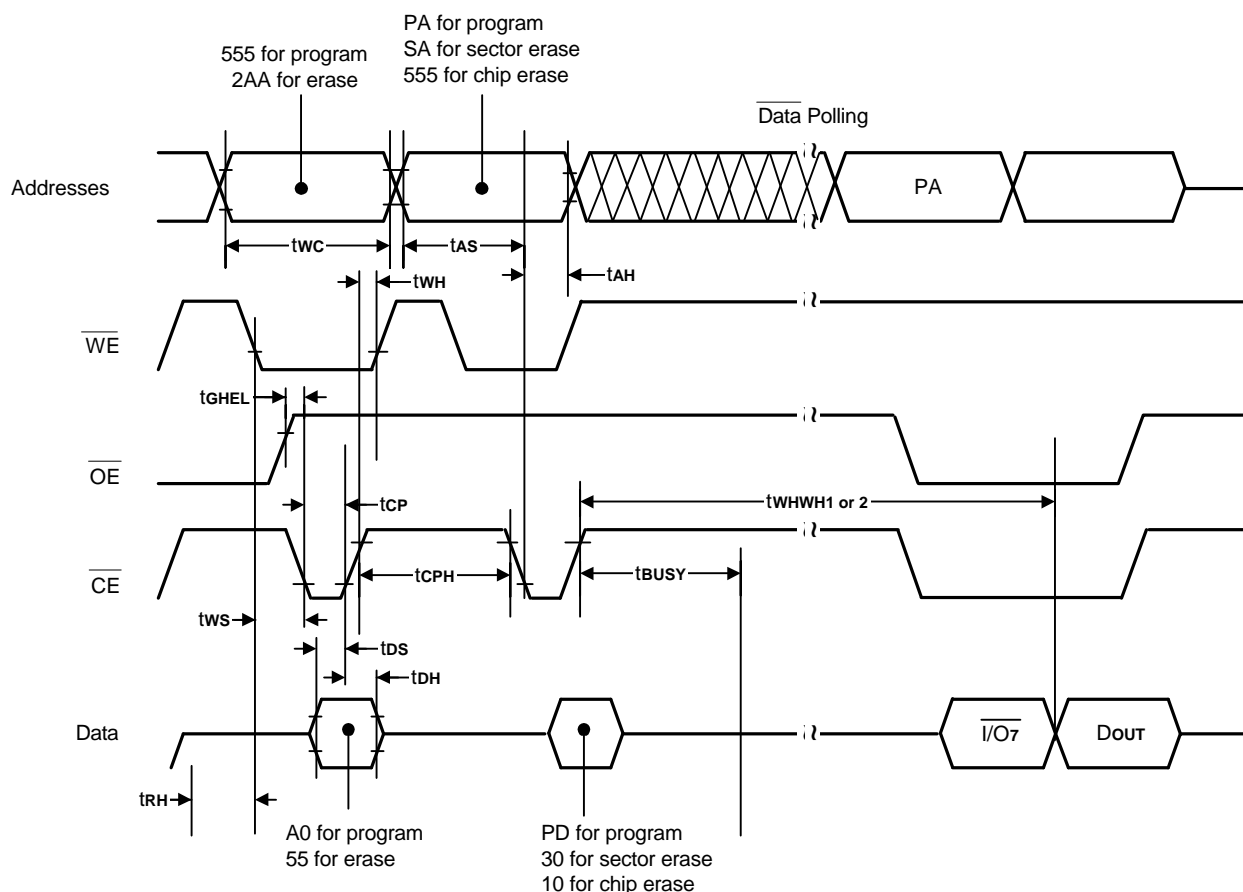 555 for program
2AA for erase
PA for program
SA for sector erase
555 for chip erase
Data Polling
Addresses
PA
tWC
tAS
tWH
tAH
WE
tGHEL
OE
tCP
tWHWH1 or 2
CE
tCPH
tBUSY
tWS
tDS
tDH
Data
I/O7
DOUT
tRH
A0 for program
55 for erase
PD for program
30 for sector erase
10 for chip erase